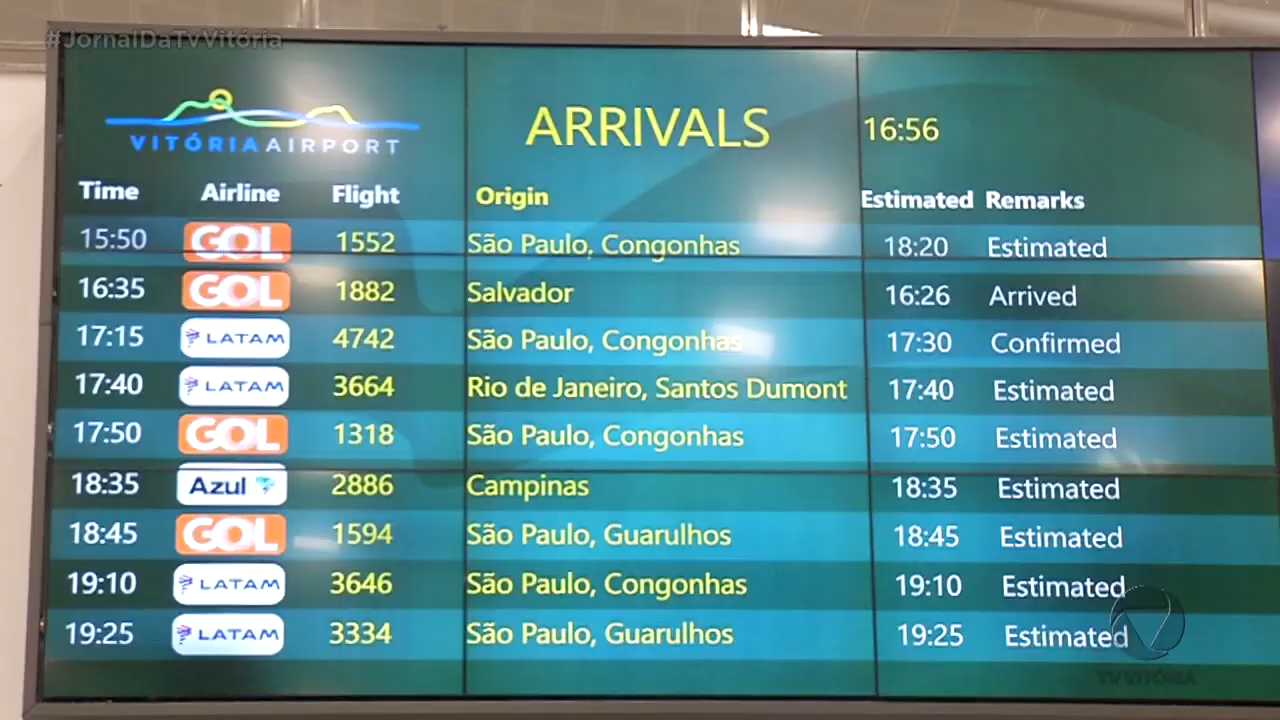 #JornalDaTvVitória
VITÓRIA AIRPORT
ARRIVALS
16:56
Time Airline Flight Origin Estimated Remarks
15:50 GOL 1552 São Paulo, Congonhas 18:20 Estimated
16:35 GOL 1882 Salvador 16:26 Arrived
17:15 LATAM 4742 São Paulo, Congonhas 17:30 Confirmed
17:40 LATAM 3664 Rio de Janeiro, Santos Dumont 17:40 Estimated
17:50 GOL 1318 São Paulo, Congonhas 17:50 Estimated
18:35 Azul 2886 Campinas 18:35 Estimated
18:45 GOL 1594 São Paulo, Guarulhos 18:45 Estimated
19:10 LATAM 3646 São Paulo, Congonhas 19:10 Estimated
19:25 LATAM 3334 São Paulo, Guarulhos 19:25 Estimated
TV VITÓRIA